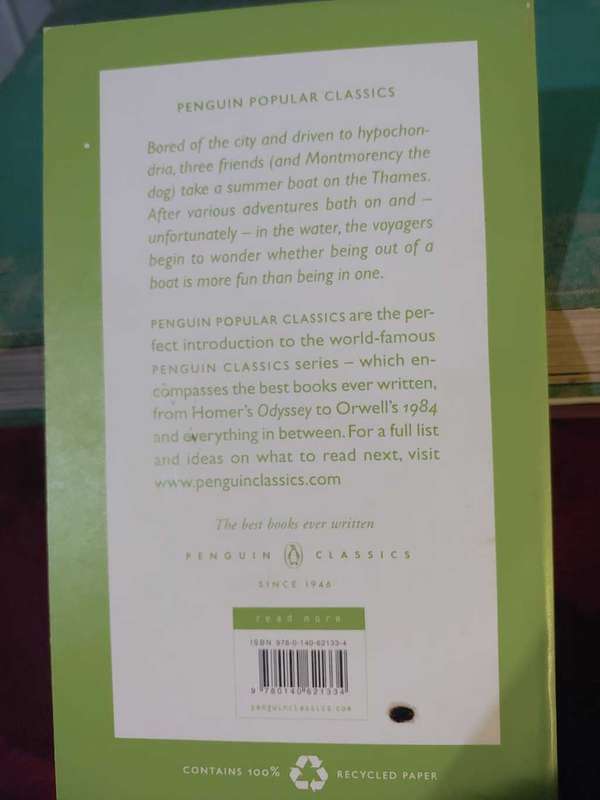 PENGUIN POPULAR CLASSICS
Bored of the city and driven to hypochon-
dria, three friends (and Montmorency the
dog) take a summer boat on the Thames.
After various adventures both on and –
unfortunately – in the water, the voyagers
begin to wonder whether being out of a
boat is more fun than being in one.
PENGUIN POPULAR CLASSICS are the per-
fect introduction to the world-famous
PENGUIN CLASSICS series – which en-
compasses the best books ever written,
from Homer's Odyssey to Orwell's 1984
and everything in between. For a full list
and ideas on what to read next, visit
www.penguinclassics.com
The best books ever written
PENGUIN CLASSICS
SINCE 1946
read more
ISBN 978-0-140-62133-4
9 780140 621334
penguinclassics.com
CONTAINS 100% RECYCLED PAPER